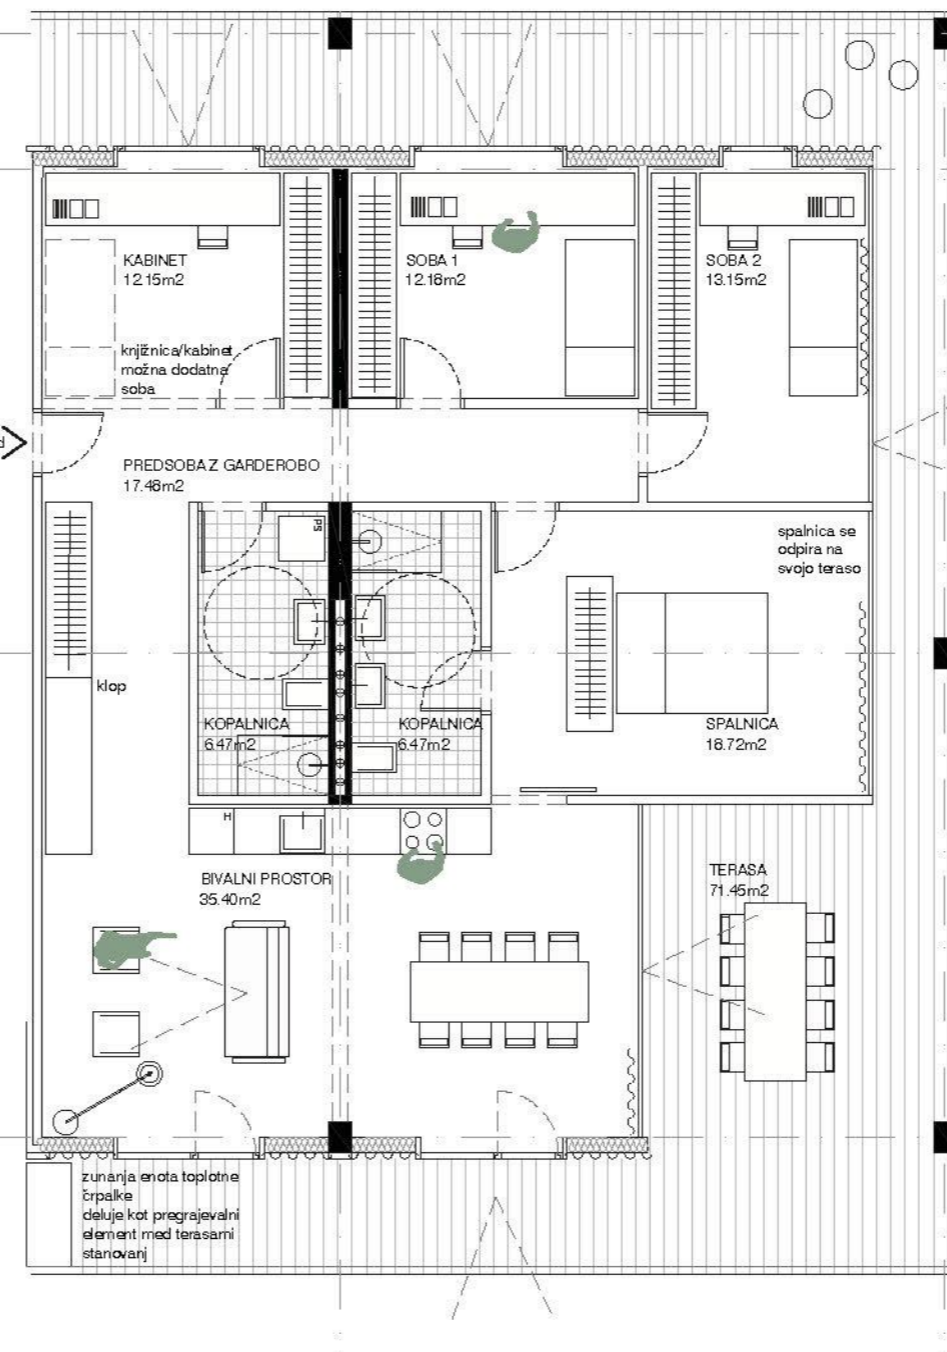 KABINET
12.15m2
SOBA 1
12.18m2
SOBA 2
13.15m2
knjižnica/kabinet
možna dodatna
soba
d
PREDSOBA Z GARDEROBO
17.48m2
PS
spalnica se
odpira na
svojo teraso
klop
KOPALNICA
6.47m2
KOPALNICA
6.47m2
SPALNICA
18.72m2
H
BIVALNI PROSTOR
35.40m2
TERASA
71.45m2
zunanja enota toplotne
črpalke
deluje kot pregrajevalni
element med terasami
stanovanj